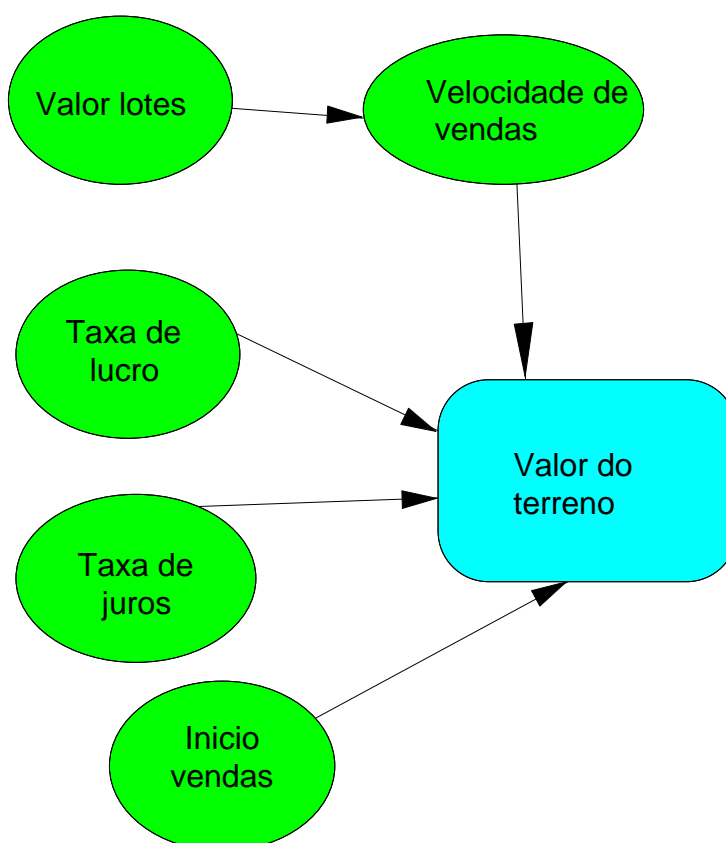 Valor lotes
Velocidade de
vendas
Taxa de
lucro
Valor do
terreno
Taxa de
juros
Inicio
vendas